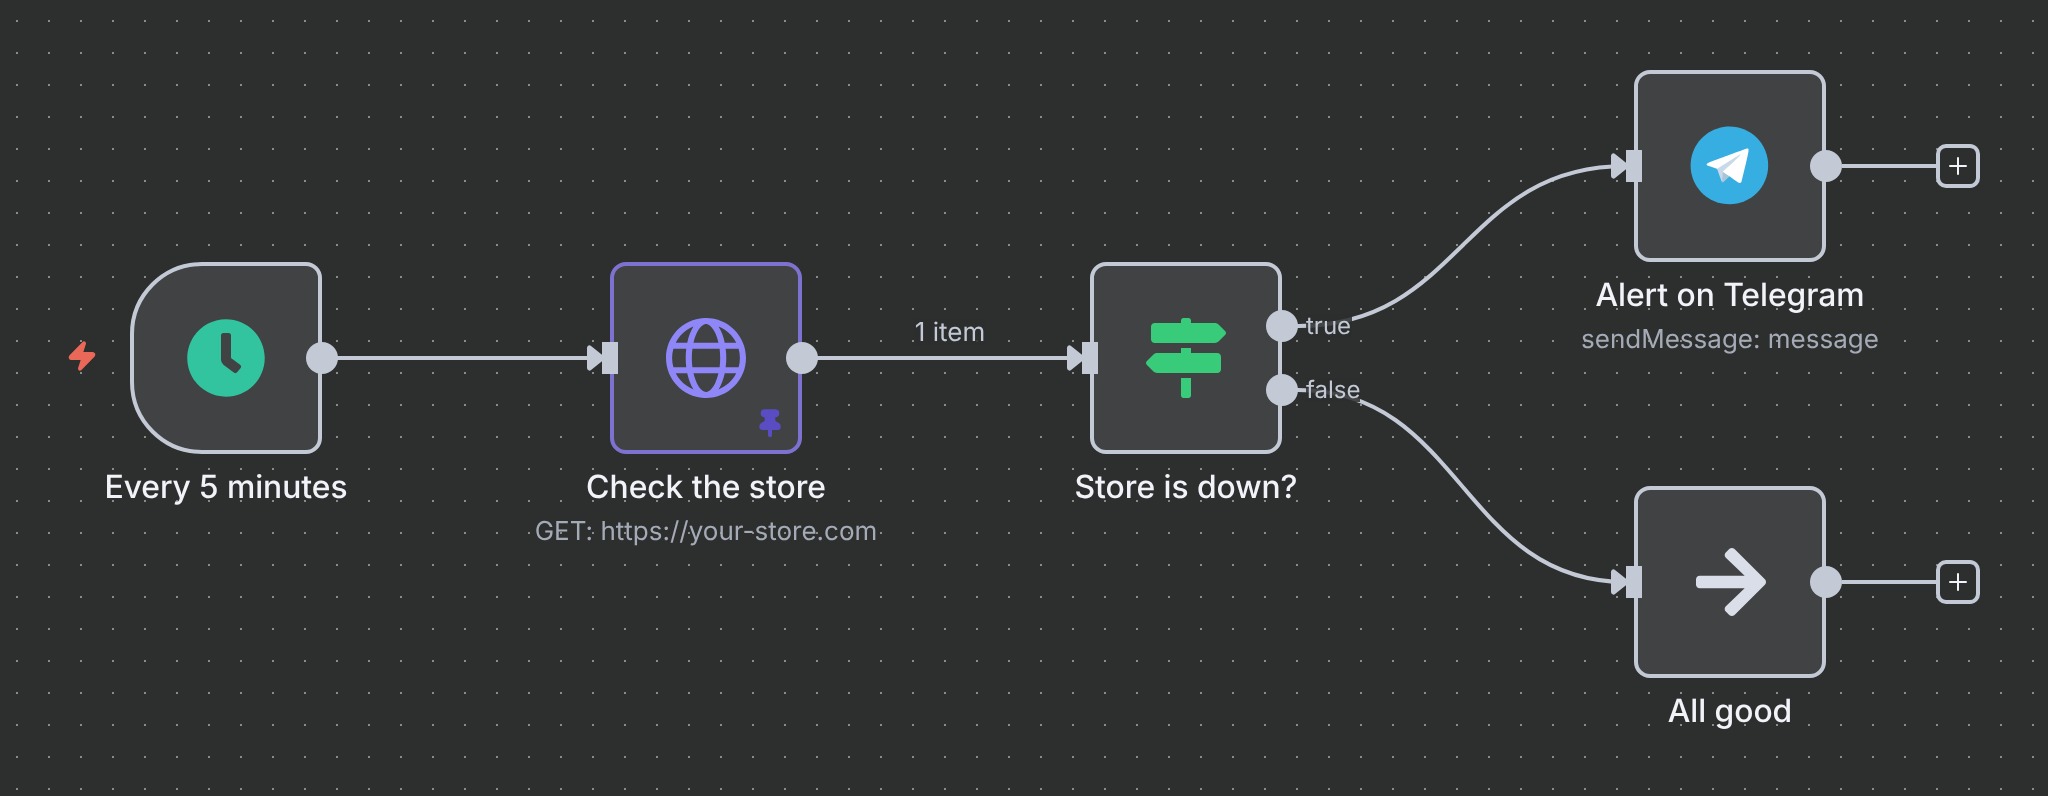 Every 5 minutes
Check the store
GET: https://your-store.com
1 item
Store is down?
true
false
Alert on Telegram
sendMessage: message
All good